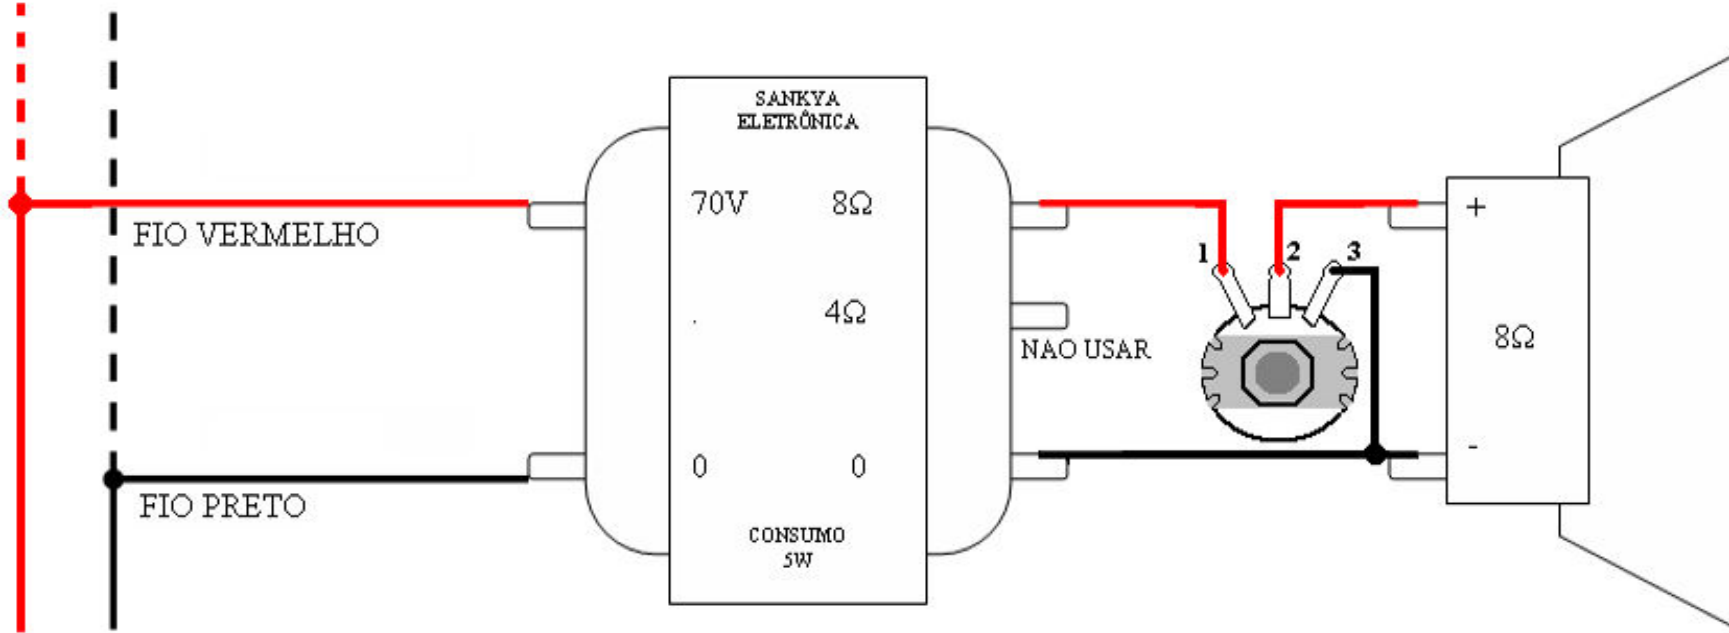 SANKYA
ELETRÔNICA
70V 8Ω
FIO VERMELHO
1 2 3
+
. 4Ω
NAO USAR
8Ω
-
0 0
FIO PRETO
CONSUMO
5W